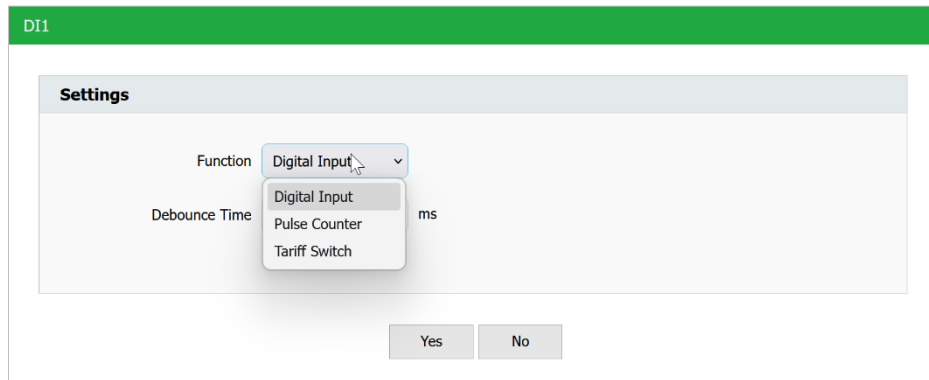 DI1
Settings
Function Digital Input
Digital Input
Debounce Time ms
Pulse Counter
Tariff Switch
Yes No